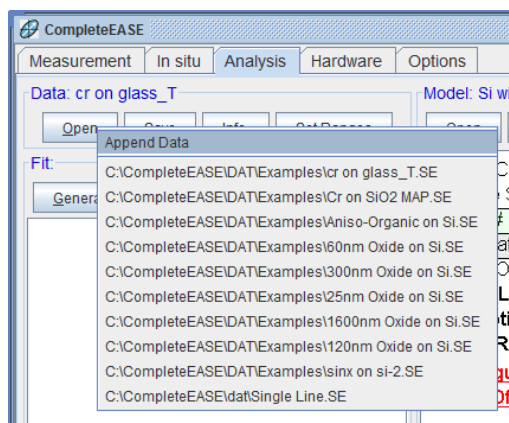 CompleteEASE
Measurement In situ Analysis Hardware Options
Data: cr on glass_T
Model: Si wi
Open
Append Data
Fit:
Genera
C:\CompleteEASE\DAT\Examples\cr on glass_T.SE
C:\CompleteEASE\DAT\Examples\Cr on SiO2 MAP.SE
C:\CompleteEASE\DAT\Examples\Aniso-Organic on Si.SE
C:\CompleteEASE\DAT\Examples\60nm Oxide on Si.SE
C:\CompleteEASE\DAT\Examples\300nm Oxide on Si.SE
C:\CompleteEASE\DAT\Examples\25nm Oxide on Si.SE
C:\CompleteEASE\DAT\Examples\1600nm Oxide on Si.SE
C:\CompleteEASE\DAT\Examples\120nm Oxide on Si.SE
C:\CompleteEASE\DAT\Examples\sinx on si-2.SE
C:\CompleteEASE\dat\Single Line.SE